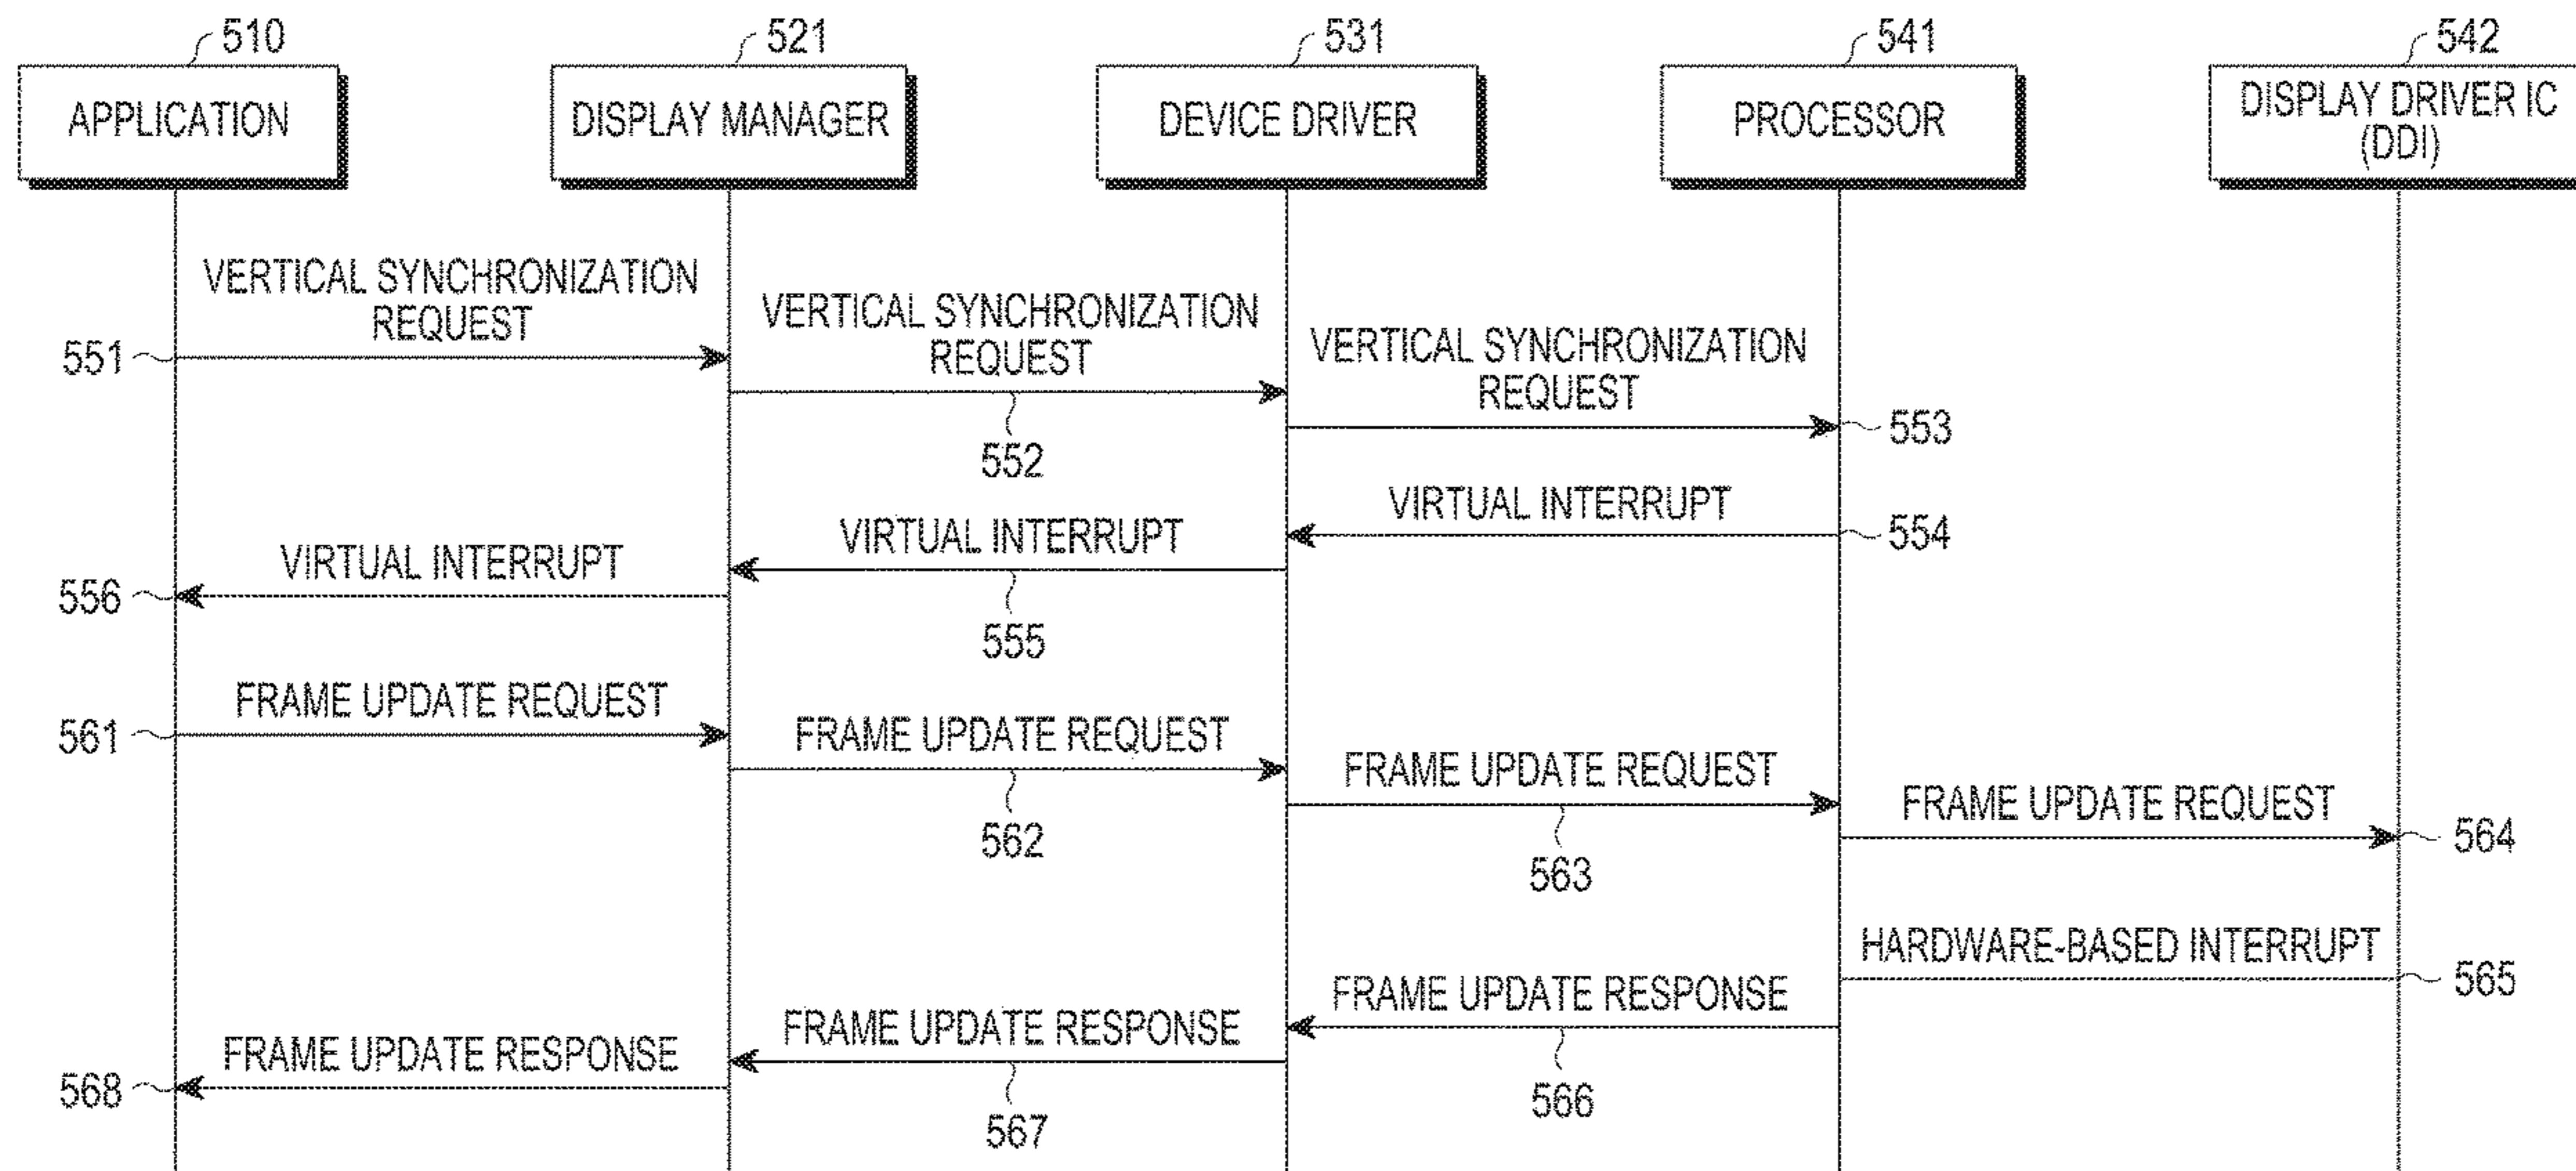 510
521
531
541
542
APPLICATION
DISPLAY MANAGER
DEVICE DRIVER
PROCESSOR
DISPLAY DRIVER IC
(DDI)
VERTICAL SYNCHRONIZATION
REQUEST
551
VERTICAL SYNCHRONIZATION
REQUEST
552
VERTICAL SYNCHRONIZATION
REQUEST
553
VIRTUAL INTERRUPT
554
VIRTUAL INTERRUPT
555
VIRTUAL INTERRUPT
556
FRAME UPDATE REQUEST
561
FRAME UPDATE REQUEST
562
FRAME UPDATE REQUEST
563
FRAME UPDATE REQUEST
564
HARDWARE-BASED INTERRUPT
565
FRAME UPDATE RESPONSE
566
FRAME UPDATE RESPONSE
567
FRAME UPDATE RESPONSE
568